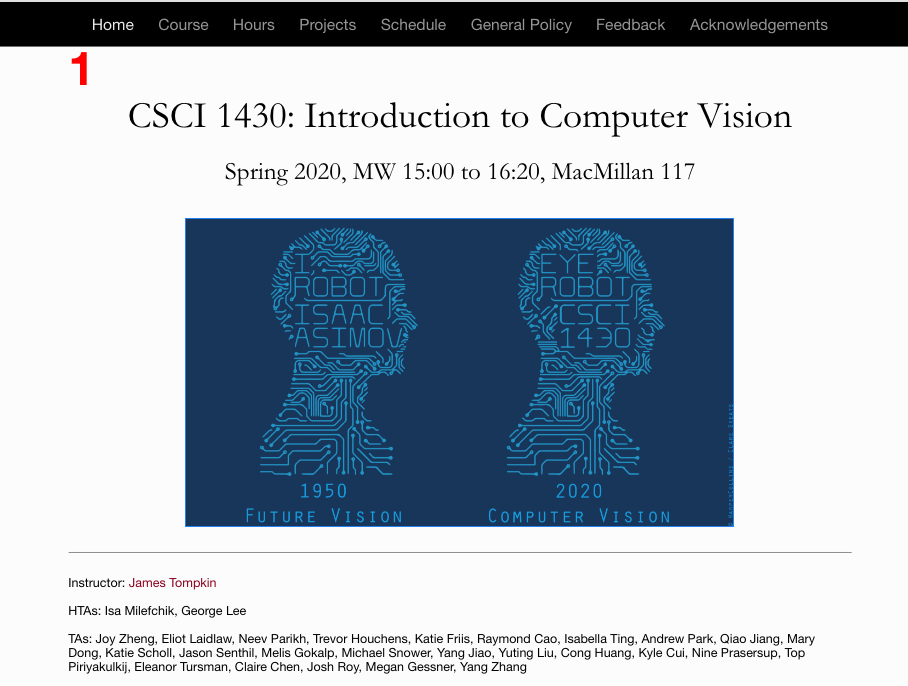 Home Course Hours Projects Schedule General Policy Feedback Acknowledgements
1
CSCI 1430: Introduction to Computer Vision
Spring 2020, MW 15:00 to 16:20, MacMillan 117
I,
ROBOT
ISAAC
ASIMOV
1950
FUTURE VISION
EYE,
ROBOT
CSCI
1430
2020
COMPUTER VISION
Instructor: James Tompkin
HTAs: Isa Milefchik, George Lee
TAs: Joy Zheng, Eliot Laidlaw, Neev Parikh, Trevor Houchens, Katie Friis, Raymond Cao, Isabella Ting, Andrew Park, Qiao Jiang, Mary
Dong, Katie Scholl, Jason Senthil, Melis Gokalp, Michael Snower, Yang Jiao, Yuting Liu, Cong Huang, Kyle Cui, Nine Prasersup, Top
Piriyakulkij, Eleanor Tursman, Claire Chen, Josh Roy, Megan Gessner, Yang Zhang